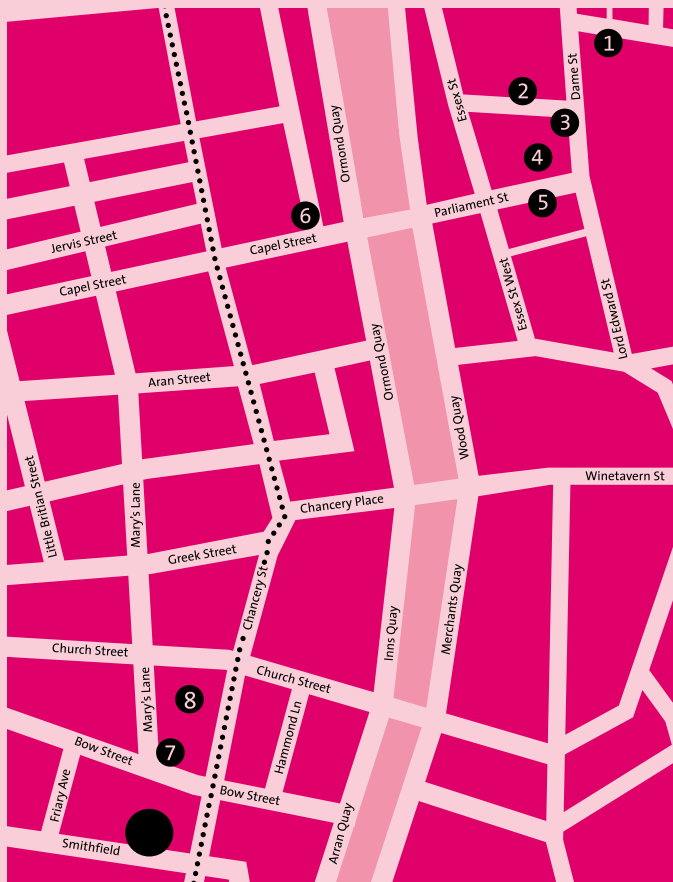 1
Dame St
2
Essex St
3
Ormond Quay
4
Parliament St
5
6
Jervis Street
Capel Street
Capel Street
Essex St West
Lord Edward St
Ormond Quay
Aran Street
Wood Quay
Little Britian Street
Winetavern St
Mary's Lane
Chancery Place
Greek Street
Chancery St
Merchants Quay
Inns Quay
Church Street
Church Street
Mary's Lane
8
Hammond Ln
7
Bow Street
Bow Street
Friary Ave
Arran Quay
Smithfield